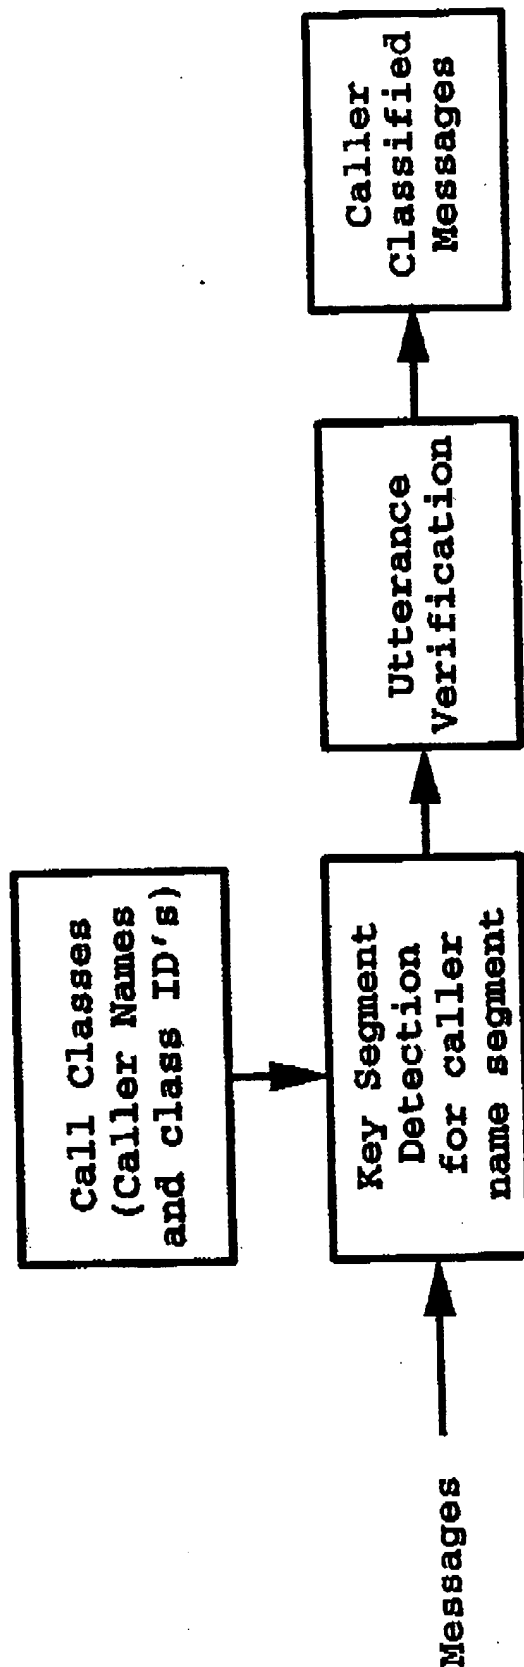 Messages
Call Classes
(Caller Names
and class ID's)
Key Segment
Detection
for caller
name segment
Utterance
Verification
Caller
Classified
Messages